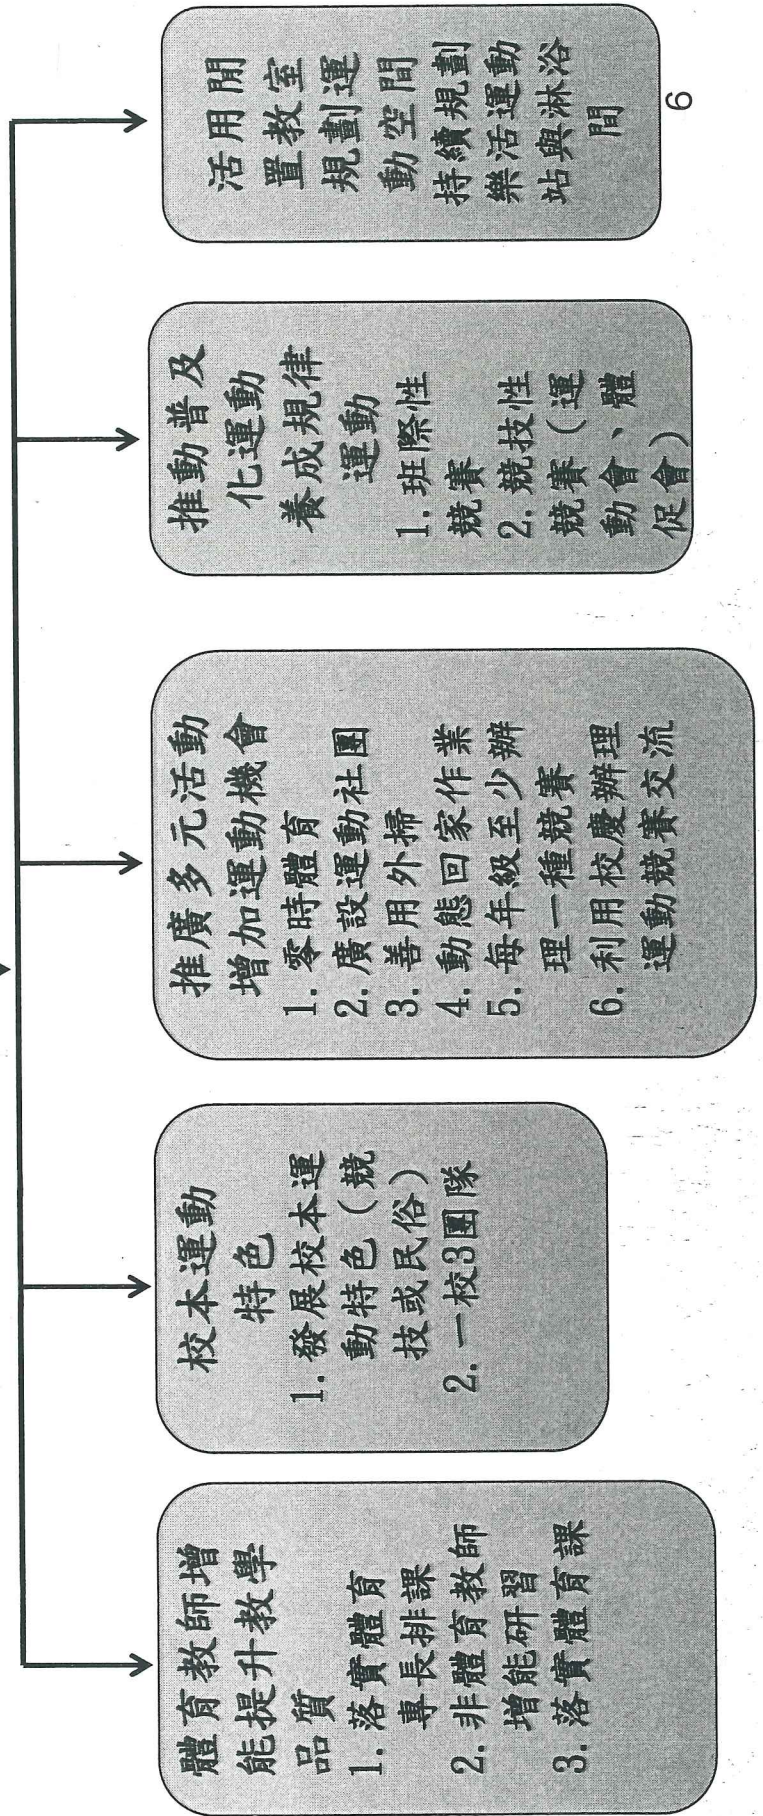 體育教師增
能提升教學
品質
1. 落實體育
專長排課
2. 非體育教師
增能研習
3. 落實體育課
校本運動
特色
1. 發展校本運
動特色（競
技或民俗）
2. 一校3團隊
推廣多元活動
增加運動機會
1. 零時體育
2. 廣設運動社團
3. 善用外掃
4. 動態回家作業
5. 每年級至少辦
理一種競賽
6. 利用校慶辦理
運動競賽交流
推動普及
化運動
養成規律
運動
1. 班際性
競賽
2. 競技性
競賽（運
動會、體
促會）
活用閒
置教室
規劃運
動空間
持續規劃
樂活運動
站與淋浴
間
6